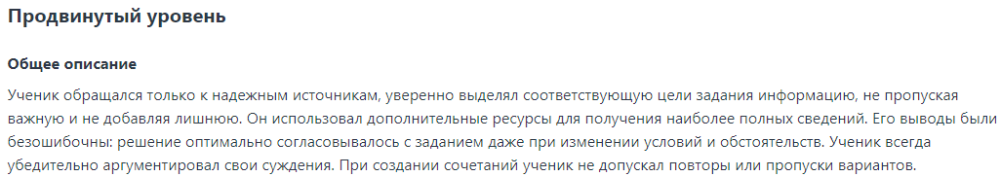 Продвинутый уровень
Общее описание
Ученик обращался только к надежным источникам, уверенно выделял соответствующую цели задания информацию, не пропуская
важную и не добавляя лишнюю. Он использовал дополнительные ресурсы для получения наиболее полных сведений. Его выводы были
безошибочны: решение оптимально согласовывалось с заданием даже при изменении условий и обстоятельств. Ученик всегда
убедительно аргументировал свои суждения. При создании сочетаний ученик не допускал повторы или пропуски вариантов.